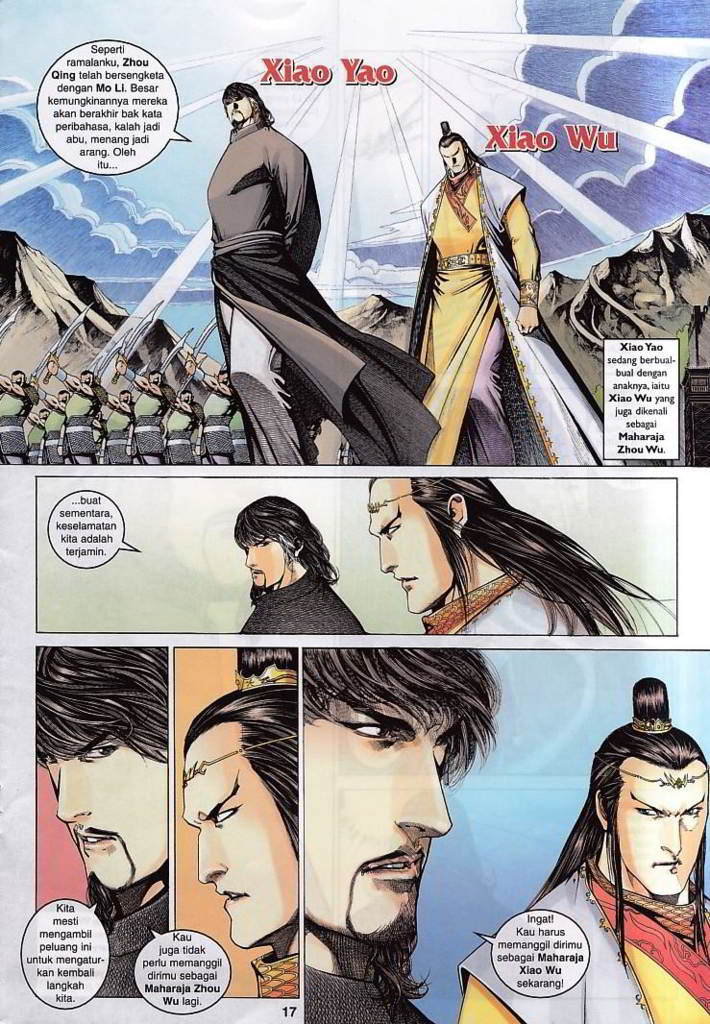 Seperti
ramalanku, Zhou
Qing telah bersengketa
dengan Mo Li. Besar
kemungkinannya mereka
akan berakhir bak kata
peribahasa, kalah jadi
abu, menang jadi
arang. Oleh
itu...
Xiao Yao
Xiao Wu
Xiao Yao
sedang berbual-
bual dengan
anaknya, iaitu
Xiao Wu yang
juga dikenali
sebagai
Maharaja
Zhou Wu.
...buat
sementara,
keselamatan
kita adalah
terjamin.
Kita
mesti
mengambil
peluang ini
untuk mengatur-
kan kembali
langkah
kita.
Kau
juga tidak
perlu memanggil
dirimu sebagai
Maharaja Zhou
Wu lagi.
Ingat!
Kau harus
memanggil dirimu
sebagai Maharaja
Xiao Wu
sekarang!
17